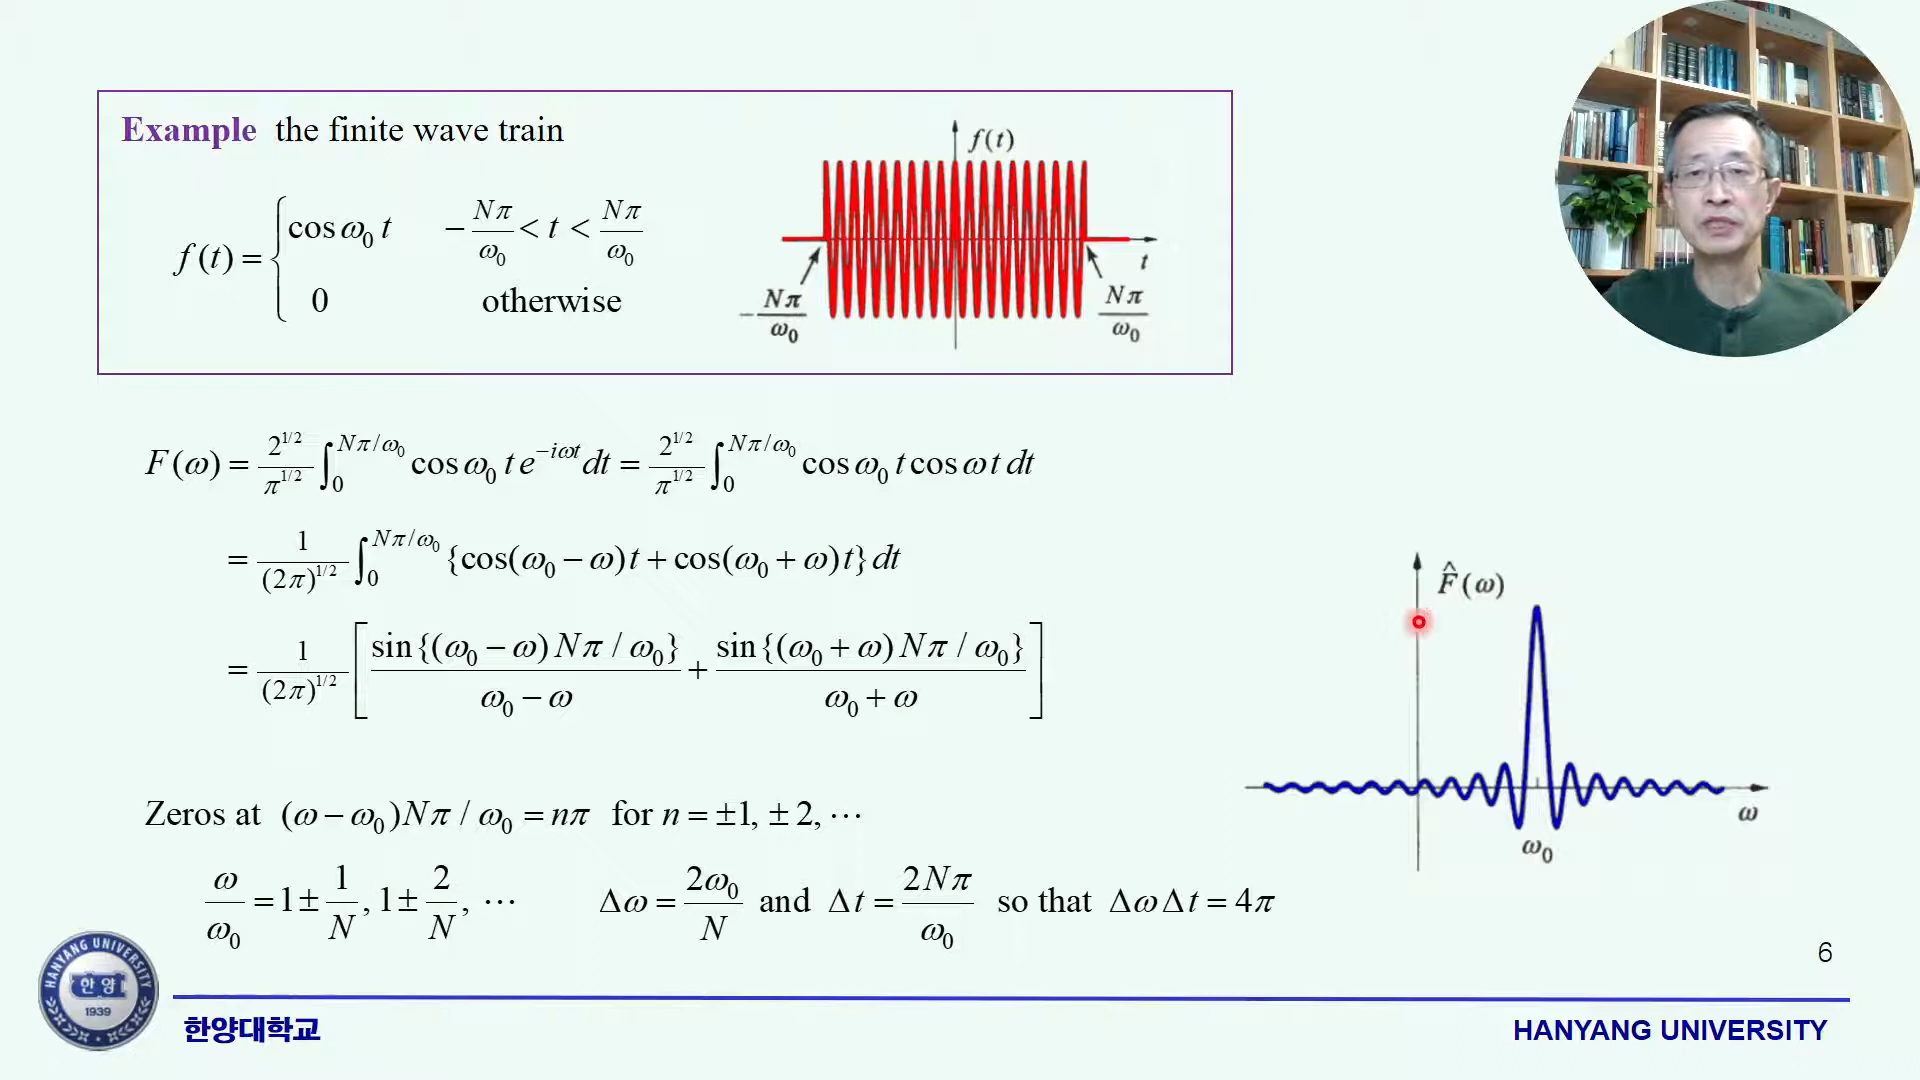 Example the finite wave train
f(t) = { cos ω₀ t    −Nπ/ω₀ < t < Nπ/ω₀
0    otherwise
f(t)
t
−Nπ/ω₀
Nπ/ω₀
F(ω) = 2^{1/2}/π^{1/2} ∫₀^{Nπ/ω₀} cos ω₀ t e^{−iωt} dt = 2^{1/2}/π^{1/2} ∫₀^{Nπ/ω₀} cos ω₀ t cos ω t dt
= 1/(2π)^{1/2} ∫₀^{Nπ/ω₀} {cos(ω₀ − ω)t + cos(ω₀ + ω)t} dt
= 1/(2π)^{1/2} [ sin{(ω₀ − ω) Nπ / ω₀}/(ω₀ − ω) + sin{(ω₀ + ω) Nπ / ω₀}/(ω₀ + ω) ]
F̂(ω)
ω
ω₀
Zeros at (ω − ω₀)Nπ / ω₀ = nπ for n = ±1, ± 2, ⋯
ω/ω₀ = 1 ± 1/N, 1 ± 2/N, ⋯    Δω = 2ω₀/N and Δt = 2Nπ/ω₀ so that Δω Δt = 4π
6
HANYANG UNIVERSITY
한양
1939
한양대학교
HANYANG UNIVERSITY